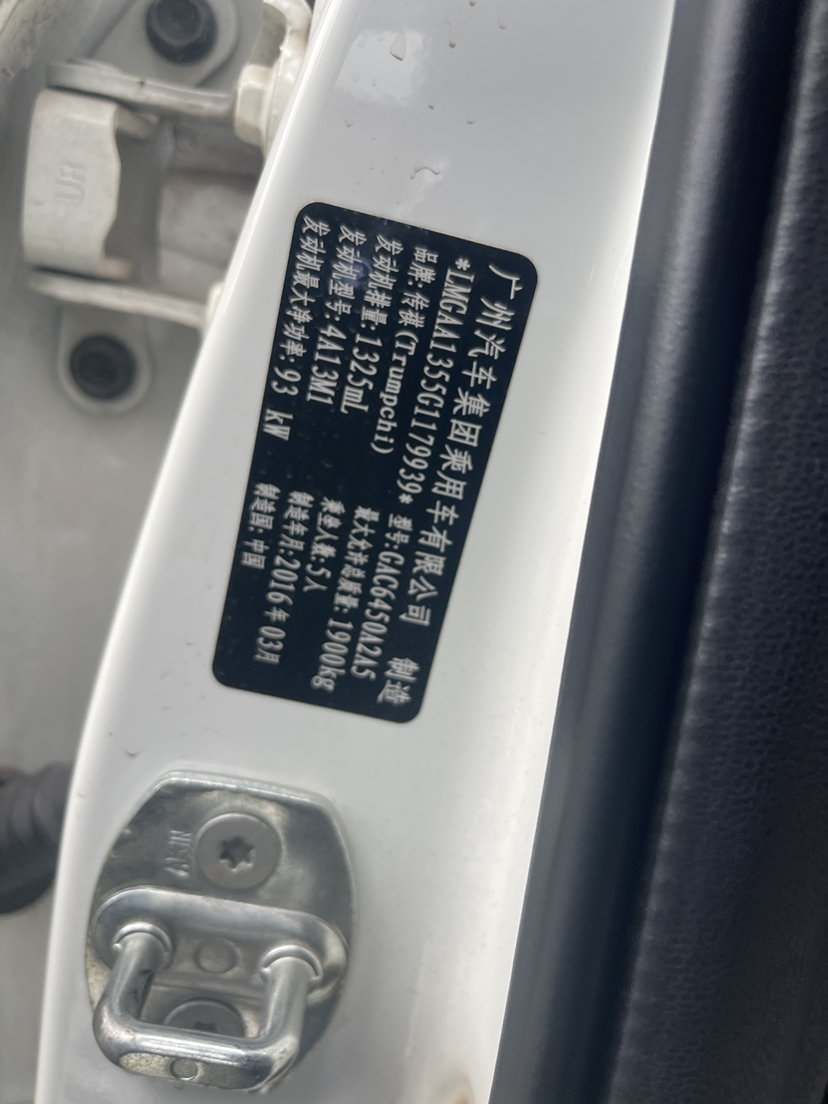 广州汽车集团乘用车有限公司 制造
*LMGAA1355G1179939*
品牌:传祺(Trumpchi) 型号:GAC6450A2A5
发动机排量:1325mL 最大允许总质量:1900kg
发动机型号:4A13M1 乘坐人数:5人
发动机最大净功率:93 kW 制造年月:2016年03月
制造国:中国